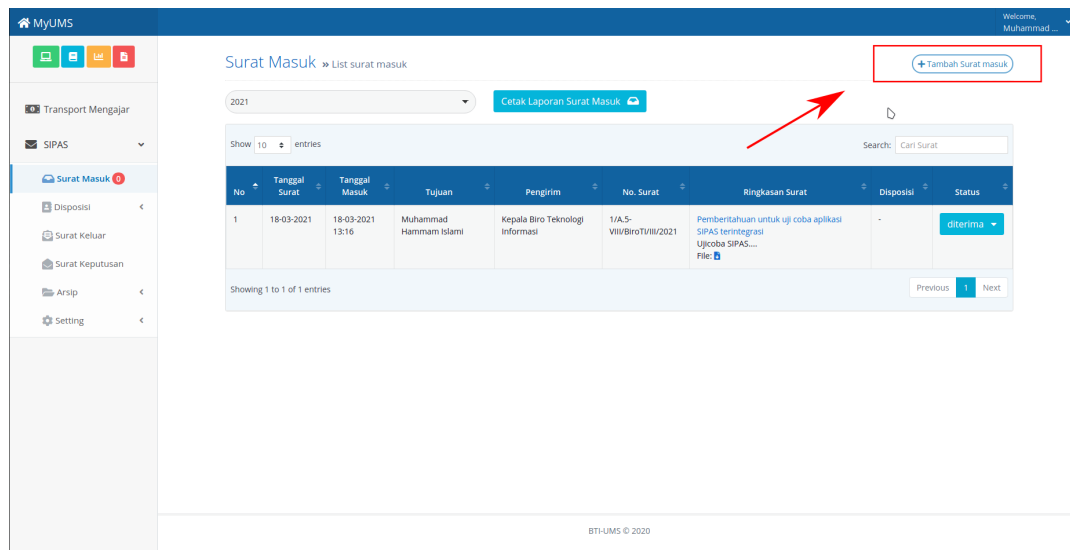 MyUMS
Welcome,
Muhammad ...
Transport Mengajar
SIPAS
Surat Masuk 0
Disposisi
Surat Keluar
Surat Keputusan
Arsip
Setting
Surat Masuk » List surat masuk
+ Tambah Surat masuk
2021
Cetak Laporan Surat Masuk
Show 10 entries
Search: Cari Surat
No
Tanggal
Surat
Tanggal
Masuk
Tujuan
Pengirim
No. Surat
Ringkasan Surat
Disposisi
Status
1
18-03-2021
18-03-2021
13:16
Muhammad
Hammam Islami
Kepala Biro Teknologi
Informasi
1/A.5-
VIII/BiroTI/III/2021
Pemberitahuan untuk uji coba aplikasi
SIPAS terintegrasi
Ujicoba SIPAS....
File:
-
diterima
Showing 1 to 1 of 1 entries
Previous 1 Next
BTI-UMS © 2020